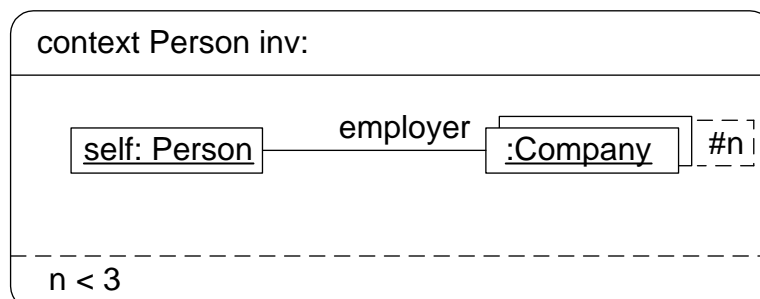 context Person inv:
employer
self: Person
:Company
#n
n < 3